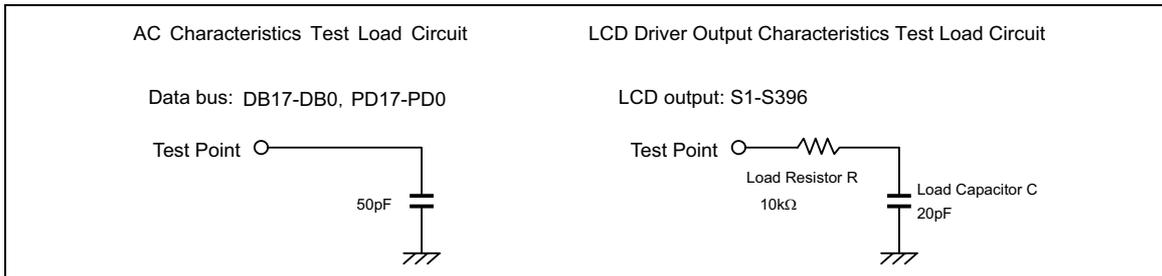 AC Characteristics Test Load Circuit
Data bus: DB17-DB0, PD17-PD0
Test Point
50pF
LCD Driver Output Characteristics Test Load Circuit
LCD output: S1-S396
Test Point
Load Resistor R
10kΩ
Load Capacitor C
20pF